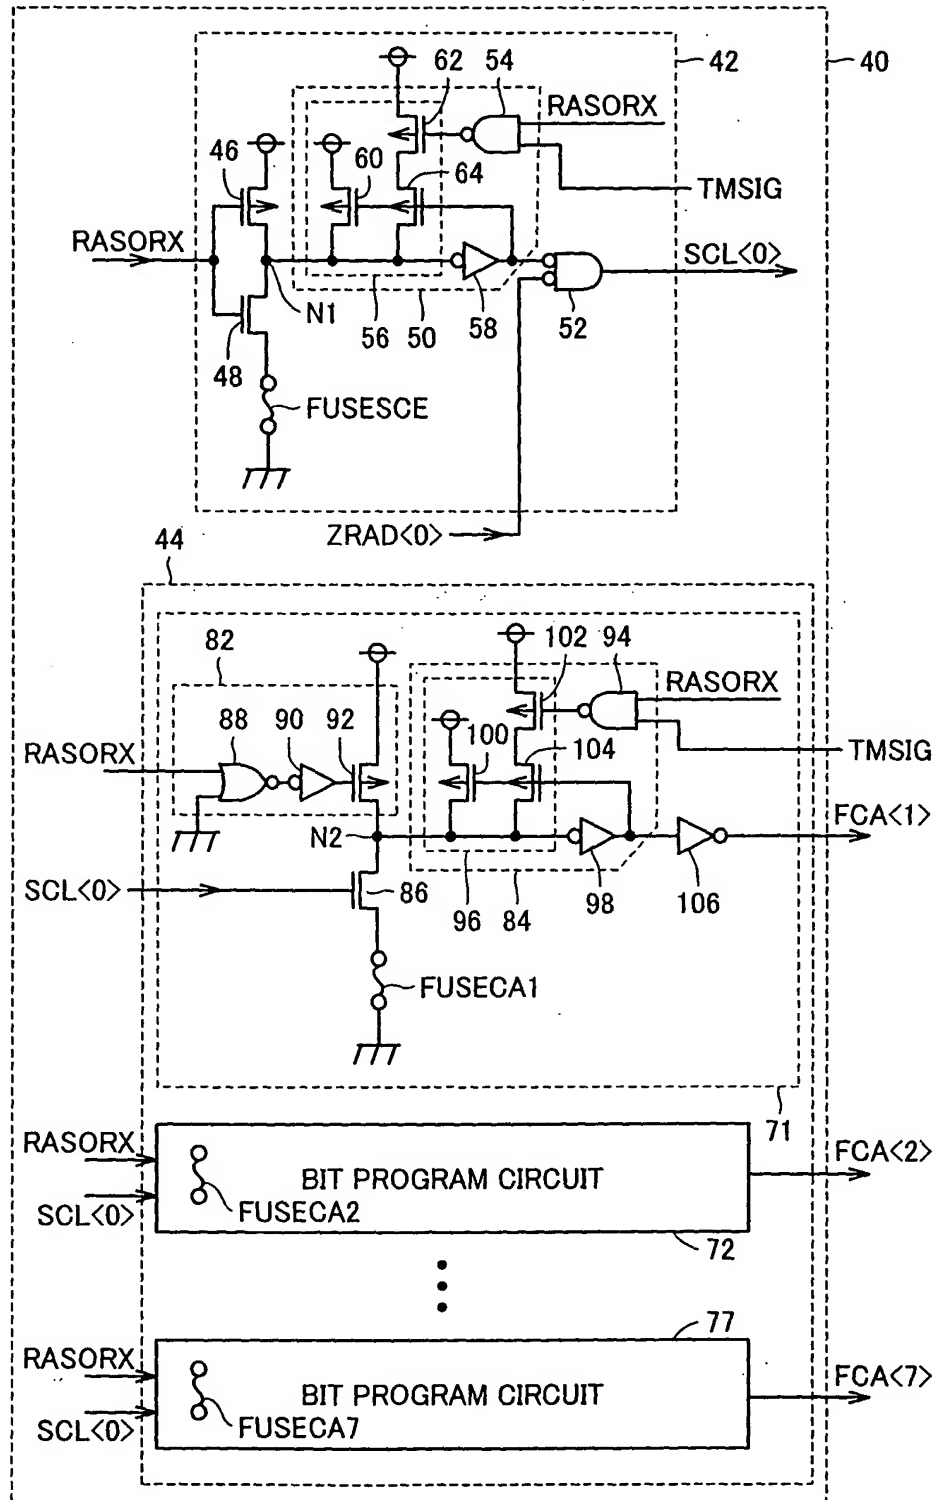 62 54 42 40
RASORX
46 60 64
TMSIG
RASORX
SCL<0>
N1 56 50 58 52
48
FUSESCE
ZRAD<0>
44
82 102 94
RASORX
88 90 92 100 104
RASORX
TMSIG
FCA<1>
N2
SCL<0> 86 96 84 98 106
FUSECA1
71
RASORX
BIT PROGRAM CIRCUIT
FCA<2>
SCL<0>
FUSECA2
72
77
RASORX
BIT PROGRAM CIRCUIT
FCA<7>
SCL<0>
FUSECA7